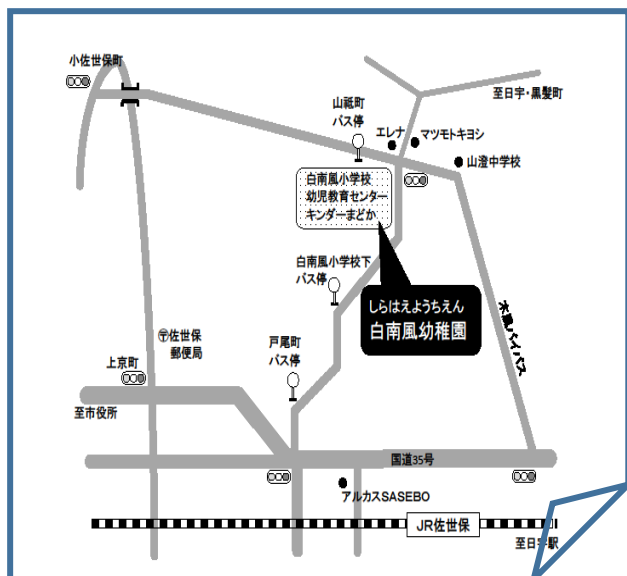 小佐世保町
山祇町
バス停
至日宇・黒髪町
エレナ
マツモトキヨシ
山澄中学校
白南風小学校
幼児教育センター
キンダーまどか
白南風小学校下
バス停
しらはえようちえん
白南風幼稚園
木風バイパス
〒佐世保
郵便局
戸尾町
バス停
上京町
至市役所
国道35号
アルカスSASEBO
JR佐世保
至日宇駅